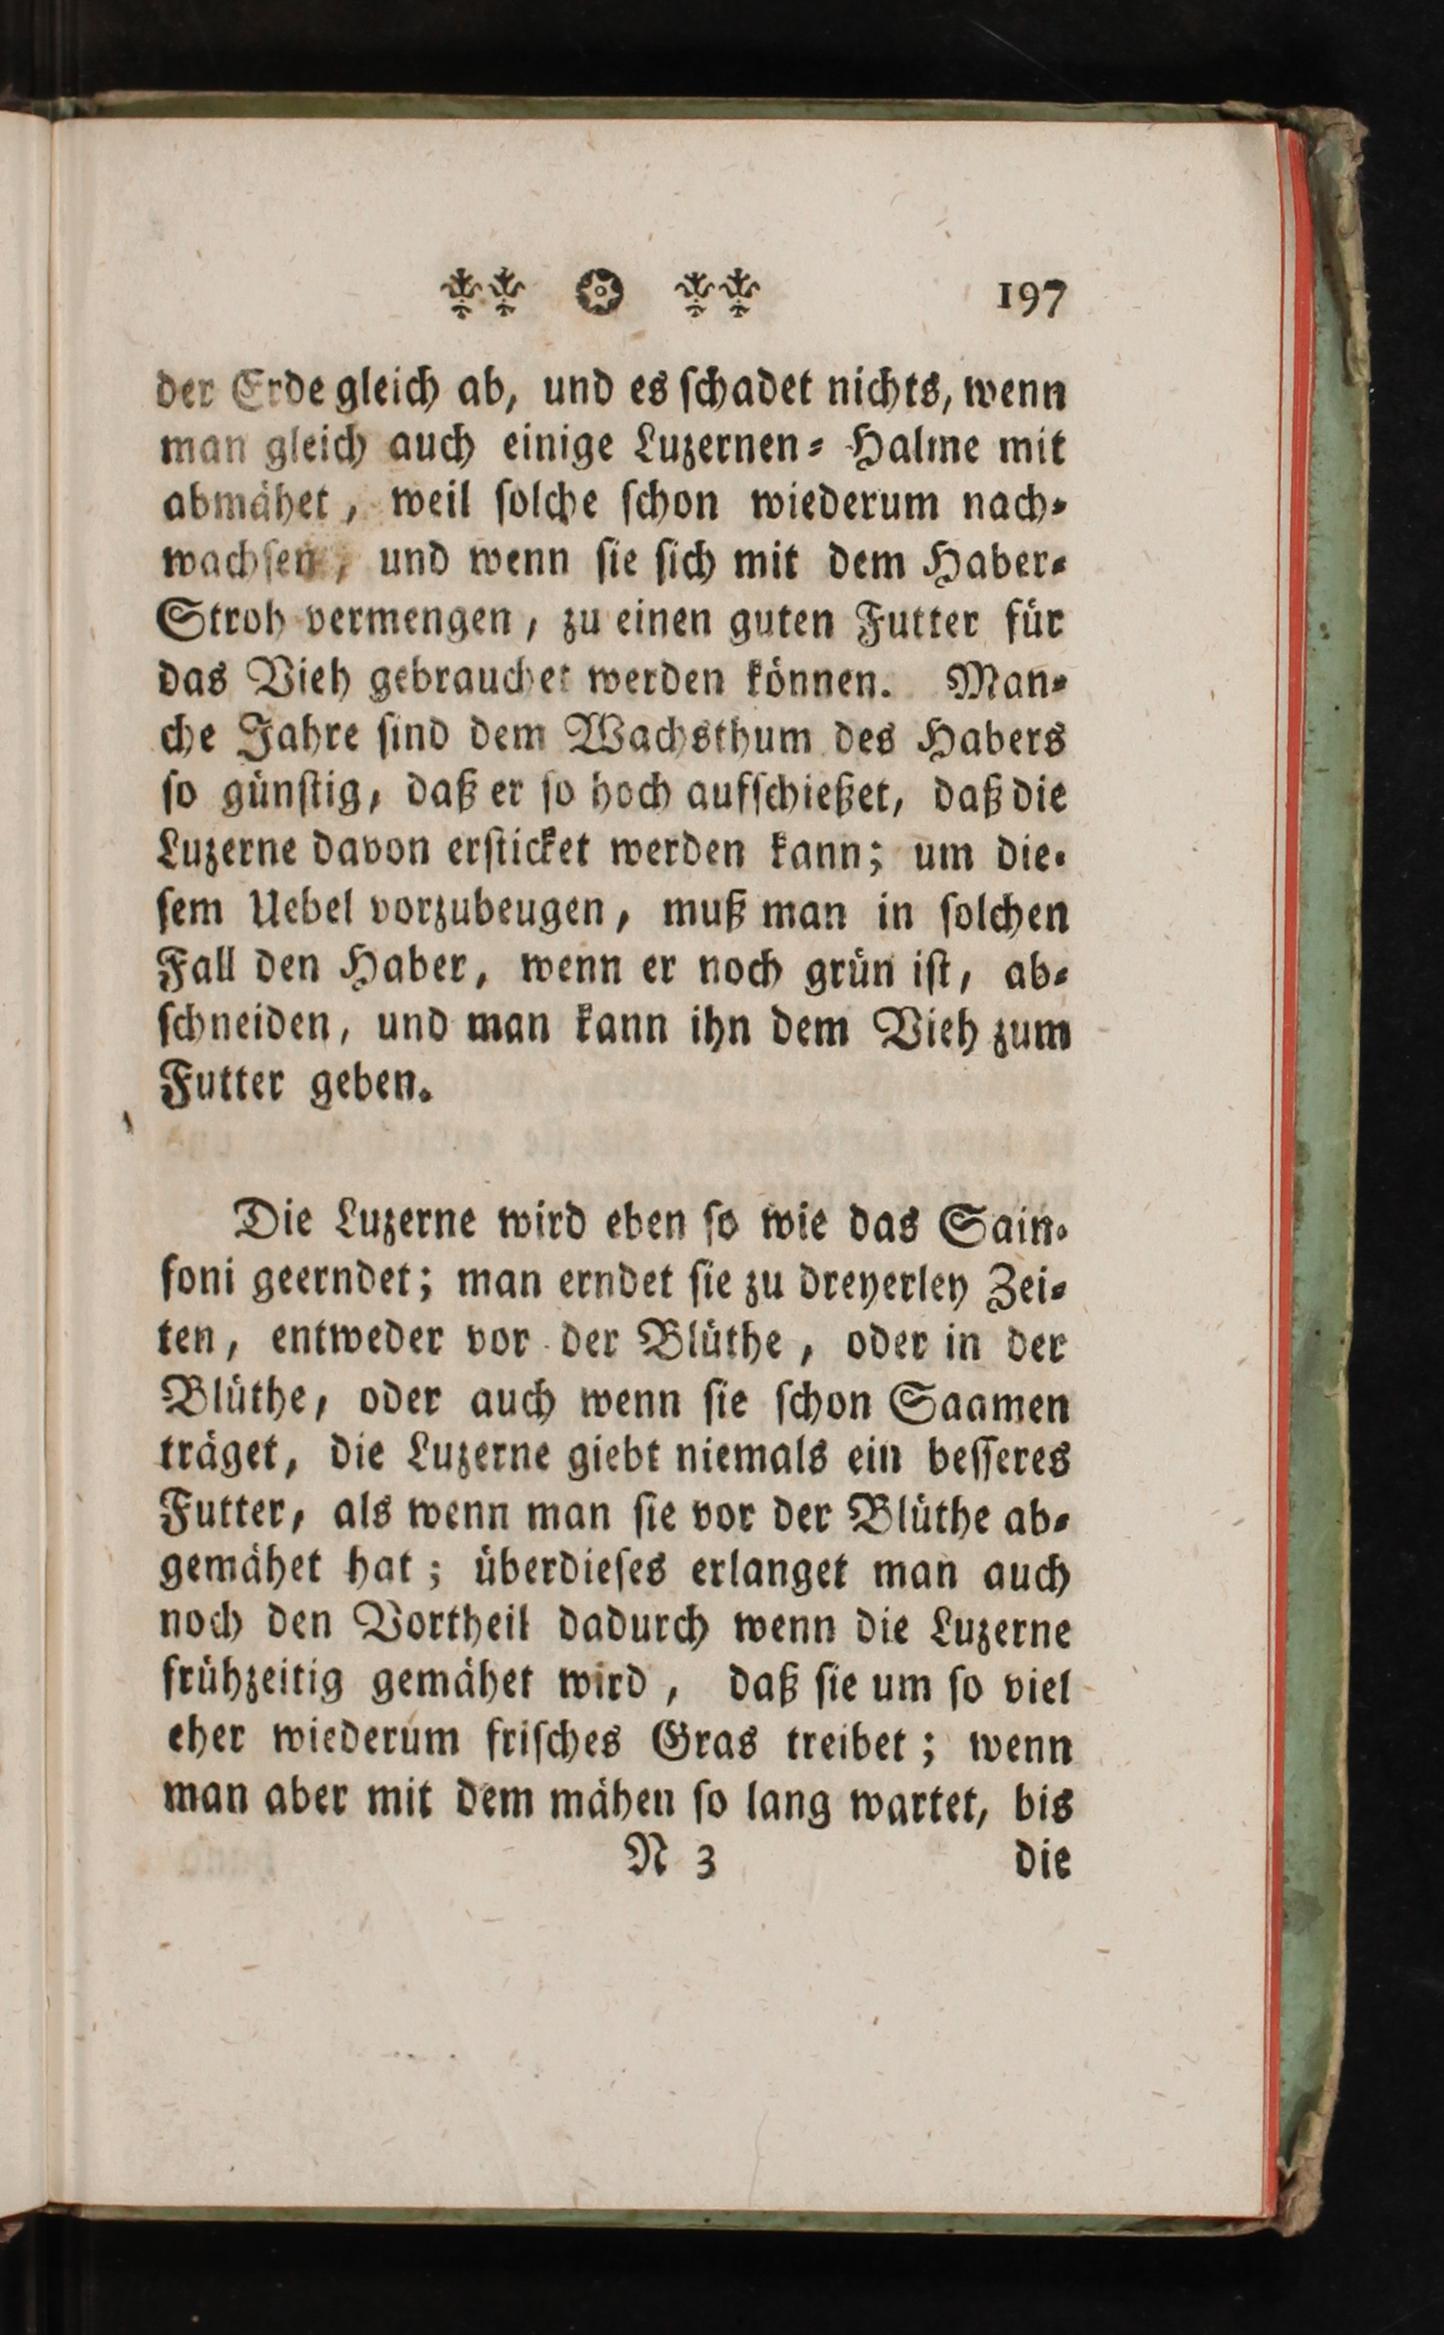 197
der Erde gleich ab, und es ſchadet nichts, wenn
man gleich auch einige Luzernen⸗ Halme mit
abmähet, weil ſolche ſchon wiederum nach⸗
wachſen, und wenn ſie ſich mit dem Haber⸗
Stroh vermengen, zu einen guten Futter für
das Vieh gebrauchet werden können. Man⸗
che Jahre ſind dem Wachsthum des Habers
ſo günſtig, daß er ſo hoch aufſchießet, daß die
Luzerne davon erſticket werden kann; um die⸗
ſem Uebel vorzubeugen, muß man in ſolchen
Fall den Haber, wenn er noch grün iſt, ab⸗
ſchneiden, und man kann ihn dem Vieh zum
Futter geben.
Die Luzerne wird eben ſo wie das Sain⸗
foni geerndet; man erndet ſie zu dreyerley Zei⸗
ten, entweder vor der Blüthe, oder in der
Blüthe, oder auch wenn ſie ſchon Saamen
träget, die Luzerne giebt niemals ein beſſeres
Futter, als wenn man ſie vor der Blüthe ab⸗
gemähet hat; überdieſes erlanget man auch
noch den Vortheil dadurch wenn die Luzerne
frühzeitig gemähet wird, daß ſie um ſo viel
eher wiederum friſches Gras treibet; wenn
man aber mit dem mähen ſo lang wartet, bis
N 3 die